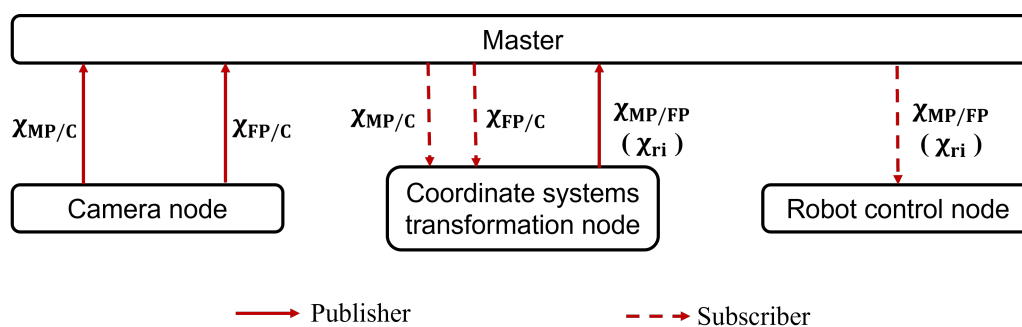 Master
χMP/C
χFP/C
χMP/C
χFP/C
χMP/FP
( χri )
χMP/FP
( χri )
Camera node
Coordinate systems
transformation node
Robot control node
Publisher
Subscriber